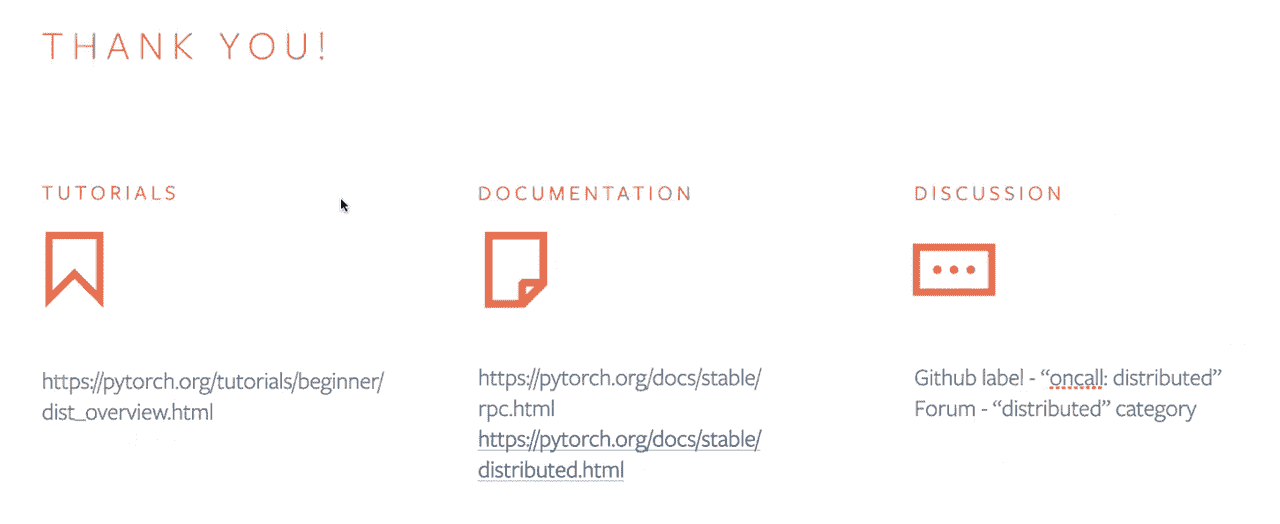 THANK YOU!
TUTORIALS
https://pytorch.org/tutorials/beginner/
dist_overview.html
DOCUMENTATION
https://pytorch.org/docs/stable/
rpc.html
https://pytorch.org/docs/stable/
distributed.html
DISCUSSION
Github label - “oncall: distributed”
Forum - “distributed” category